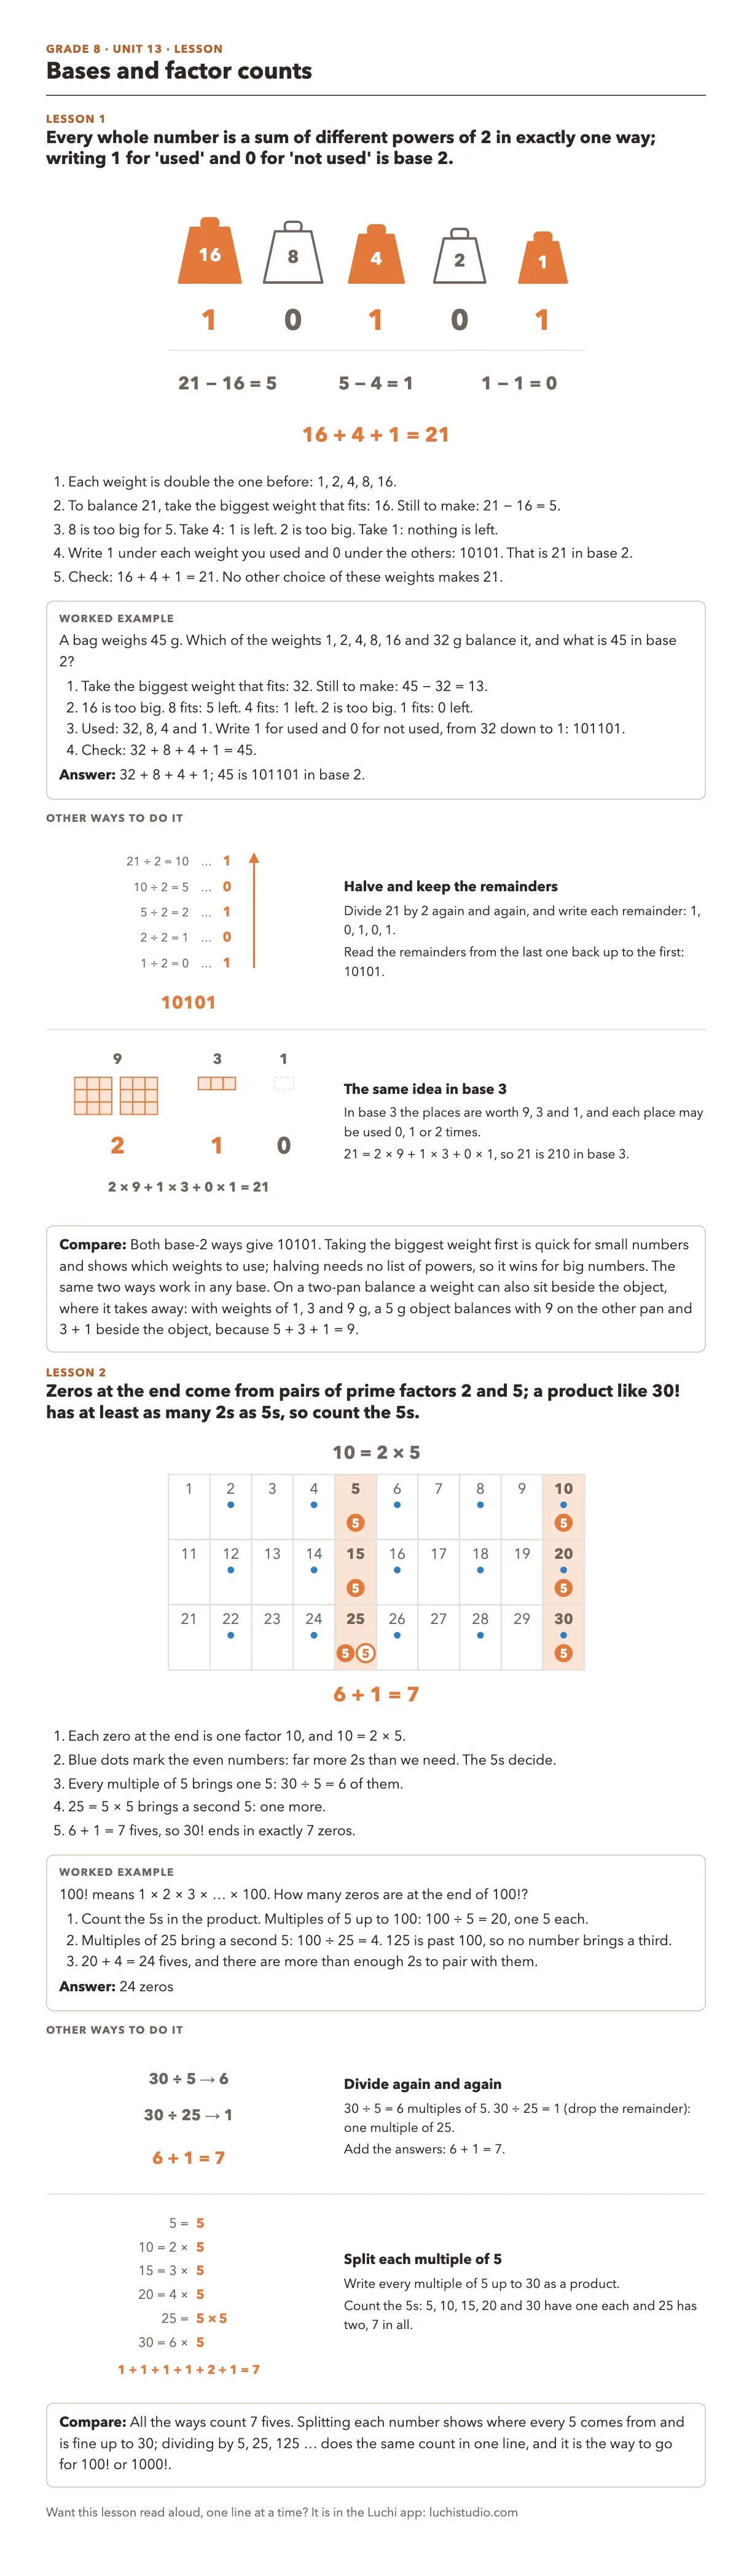 GRADE 8 · UNIT 13 · LESSON
Bases and factor counts
LESSON 1
Every whole number is a sum of different powers of 2 in exactly one way;
writing 1 for 'used' and 0 for 'not used' is base 2.
16 8 4 2 1
1 0 1 0 1
21 − 16 = 5 5 − 4 = 1 1 − 1 = 0
16 + 4 + 1 = 21
1. Each weight is double the one before: 1, 2, 4, 8, 16.
2. To balance 21, take the biggest weight that fits: 16. Still to make: 21 − 16 = 5.
3. 8 is too big for 5. Take 4: 1 is left. 2 is too big. Take 1: nothing is left.
4. Write 1 under each weight you used and 0 under the others: 10101. That is 21 in base 2.
5. Check: 16 + 4 + 1 = 21. No other choice of these weights makes 21.
WORKED EXAMPLE
A bag weighs 45 g. Which of the weights 1, 2, 4, 8, 16 and 32 g balance it, and what is 45 in base
2?
1. Take the biggest weight that fits: 32. Still to make: 45 − 32 = 13.
2. 16 is too big. 8 fits: 5 left. 4 fits: 1 left. 2 is too big. 1 fits: 0 left.
3. Used: 32, 8, 4 and 1. Write 1 for used and 0 for not used, from 32 down to 1: 101101.
4. Check: 32 + 8 + 4 + 1 = 45.
Answer: 32 + 8 + 4 + 1; 45 is 101101 in base 2.
OTHER WAYS TO DO IT
21 ÷ 2 = 10 ... 1
10 ÷ 2 = 5 ... 0
5 ÷ 2 = 2 ... 1
2 ÷ 2 = 1 ... 0
1 ÷ 2 = 0 ... 1
10101
Halve and keep the remainders
Divide 21 by 2 again and again, and write each remainder: 1,
0, 1, 0, 1.
Read the remainders from the last one back up to the first:
10101.
9 3 1
2 1 0
2 × 9 + 1 × 3 + 0 × 1 = 21
The same idea in base 3
In base 3 the places are worth 9, 3 and 1, and each place may
be used 0, 1 or 2 times.
21 = 2 × 9 + 1 × 3 + 0 × 1, so 21 is 210 in base 3.
Compare: Both base-2 ways give 10101. Taking the biggest weight first is quick for small numbers
and shows which weights to use; halving needs no list of powers, so it wins for big numbers. The
same two ways work in any base. On a two-pan balance a weight can also sit beside the object,
where it takes away: with weights of 1, 3 and 9 g, a 5 g object balances with 9 on the other pan and
3 + 1 beside the object, because 5 + 3 + 1 = 9.
LESSON 2
Zeros at the end come from pairs of prime factors 2 and 5; a product like 30!
has at least as many 2s as 5s, so count the 5s.
10 = 2 × 5
1 2 3 4 5 6 7 8 9 10
5 5
11 12 13 14 15 16 17 18 19 20
5 5
21 22 23 24 25 26 27 28 29 30
5 5 5
6 + 1 = 7
1. Each zero at the end is one factor 10, and 10 = 2 × 5.
2. Blue dots mark the even numbers: far more 2s than we need. The 5s decide.
3. Every multiple of 5 brings one 5: 30 ÷ 5 = 6 of them.
4. 25 = 5 × 5 brings a second 5: one more.
5. 6 + 1 = 7 fives, so 30! ends in exactly 7 zeros.
WORKED EXAMPLE
100! means 1 × 2 × 3 × … × 100. How many zeros are at the end of 100!?
1. Count the 5s in the product. Multiples of 5 up to 100: 100 ÷ 5 = 20, one 5 each.
2. Multiples of 25 bring a second 5: 100 ÷ 25 = 4. 125 is past 100, so no number brings a third.
3. 20 + 4 = 24 fives, and there are more than enough 2s to pair with them.
Answer: 24 zeros
OTHER WAYS TO DO IT
30 ÷ 5 → 6
30 ÷ 25 → 1
6 + 1 = 7
Divide again and again
30 ÷ 5 = 6 multiples of 5. 30 ÷ 25 = 1 (drop the remainder):
one multiple of 25.
Add the answers: 6 + 1 = 7.
5 = 5
10 = 2 × 5
15 = 3 × 5
20 = 4 × 5
25 = 5 × 5
30 = 6 × 5
1 + 1 + 1 + 1 + 2 + 1 = 7
Split each multiple of 5
Write every multiple of 5 up to 30 as a product.
Count the 5s: 5, 10, 15, 20 and 30 have one each and 25 has
two, 7 in all.
Compare: All the ways count 7 fives. Splitting each number shows where every 5 comes from and
is fine up to 30; dividing by 5, 25, 125 … does the same count in one line, and it is the way to go
for 100! or 1000!.
Want this lesson read aloud, one line at a time? It is in the Luchi app: luchistudio.com